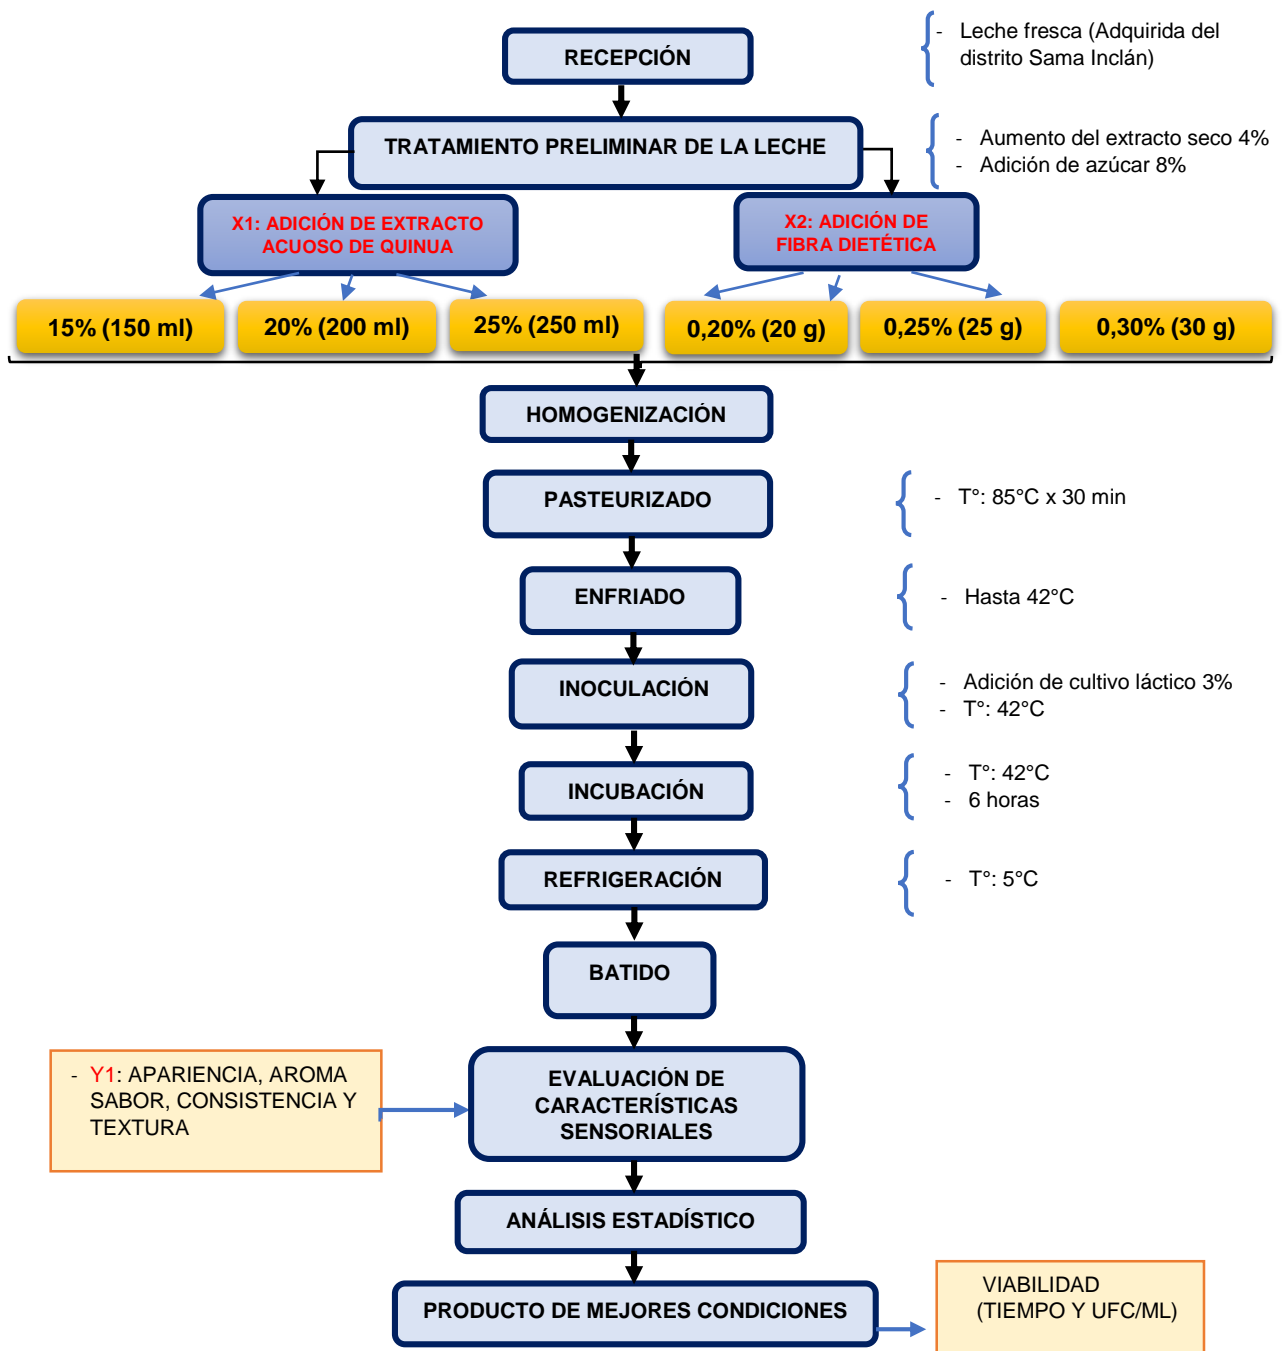 RECEPCIÓN
- Leche fresca (Adquirida del
distrito Sama Inclán)
TRATAMIENTO PRELIMINAR DE LA LECHE
- Aumento del extracto seco 4%
- Adición de azúcar 8%
X1: ADICIÓN DE EXTRACTO
ACUOSO DE QUINUA
X2: ADICIÓN DE
FIBRA DIETÉTICA
15% (150 ml)
20% (200 ml)
25% (250 ml)
0,20% (20 g)
0,25% (25 g)
0,30% (30 g)
HOMOGENIZACIÓN
PASTEURIZADO
- T°: 85°C x 30 min
ENFRIADO
- Hasta 42°C
INOCULACIÓN
- Adición de cultivo láctico 3%
- T°: 42°C
INCUBACIÓN
- T°: 42°C
- 6 horas
REFRIGERACIÓN
- T°: 5°C
BATIDO
- Y1: APARIENCIA, AROMA
SABOR, CONSISTENCIA Y
TEXTURA
EVALUACIÓN DE
CARACTERÍSTICAS
SENSORIALES
ANÁLISIS ESTADÍSTICO
PRODUCTO DE MEJORES CONDICIONES
VIABILIDAD
(TIEMPO Y UFC/ML)